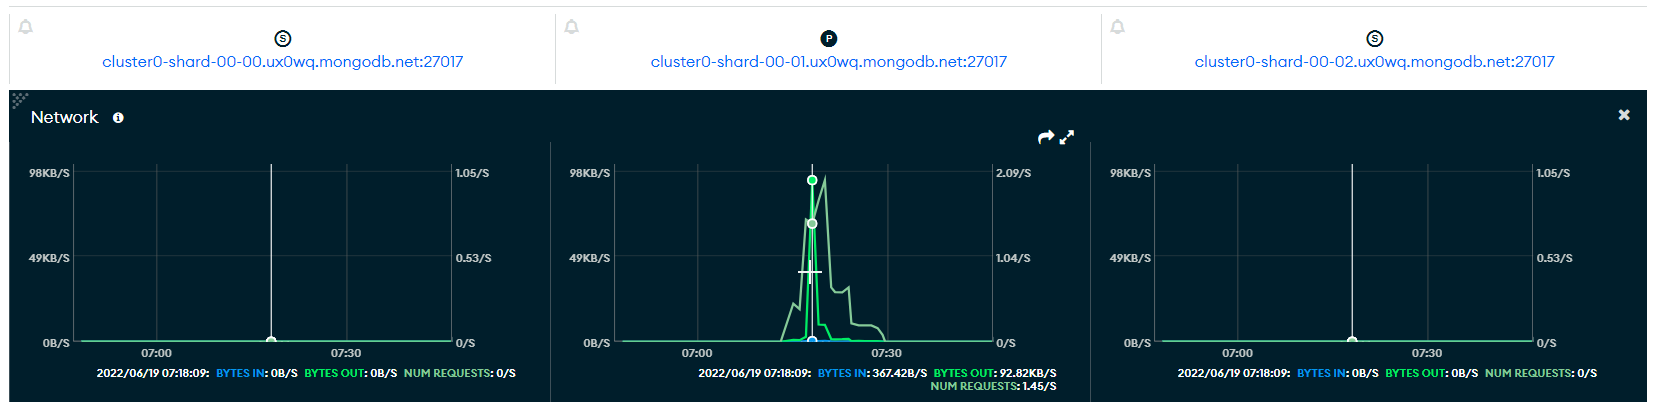 S
cluster0-shard-00-00.ux0wq.mongodb.net:27017
P
cluster0-shard-00-01.ux0wq.mongodb.net:27017
S
cluster0-shard-00-02.ux0wq.mongodb.net:27017
Network
98KB/S
1.05/S
49KB/S
0.53/S
0B/S
0/S
07:00
07:30
2022/06/19 07:18:09: BYTES IN: 0B/S BYTES OUT: 0B/S NUM REQUESTS: 0/S
98KB/S
2.09/S
49KB/S
1.04/S
0B/S
0/S
07:00
07:30
2022/06/19 07:18:09: BYTES IN: 367.42B/S BYTES OUT: 92.82KB/S
NUM REQUESTS: 1.45/S
98KB/S
1.05/S
49KB/S
0.53/S
0B/S
0/S
07:00
07:30
2022/06/19 07:18:09: BYTES IN: 0B/S BYTES OUT: 0B/S NUM REQUESTS: 0/S